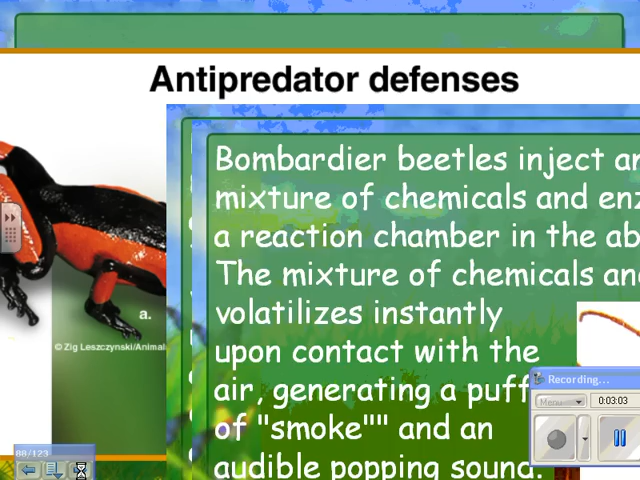 Antipredator defenses
Bombardier beetles inject an
mixture of chemicals and enz
a reaction chamber in the ab
The mixture of chemicals and
volatilizes instantly
upon contact with the
air, generating a puff
of "smoke"" and an
audible popping sound.
a.
© Zig Leszczynski/Animal
Recording...
Menu
0:03:03
88/123